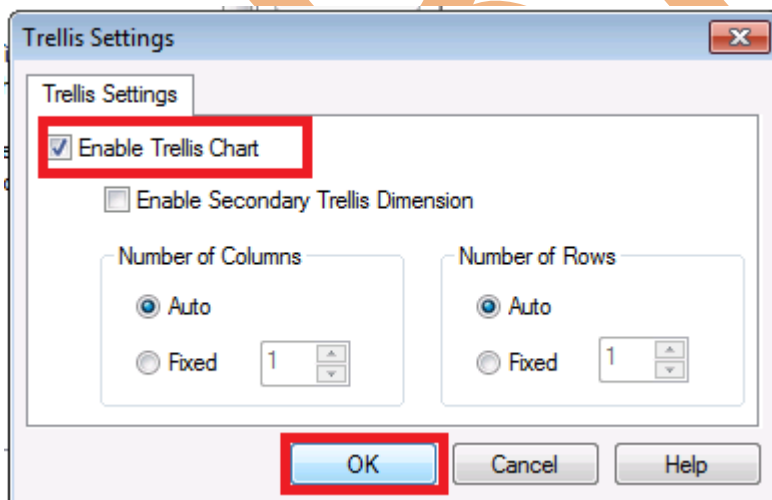 Trellis Settings
Trellis Settings
Enable Trellis Chart
Enable Secondary Trellis Dimension
Number of Columns
Number of Rows
Auto
Auto
Fixed 1
Fixed 1
OK Cancel Help